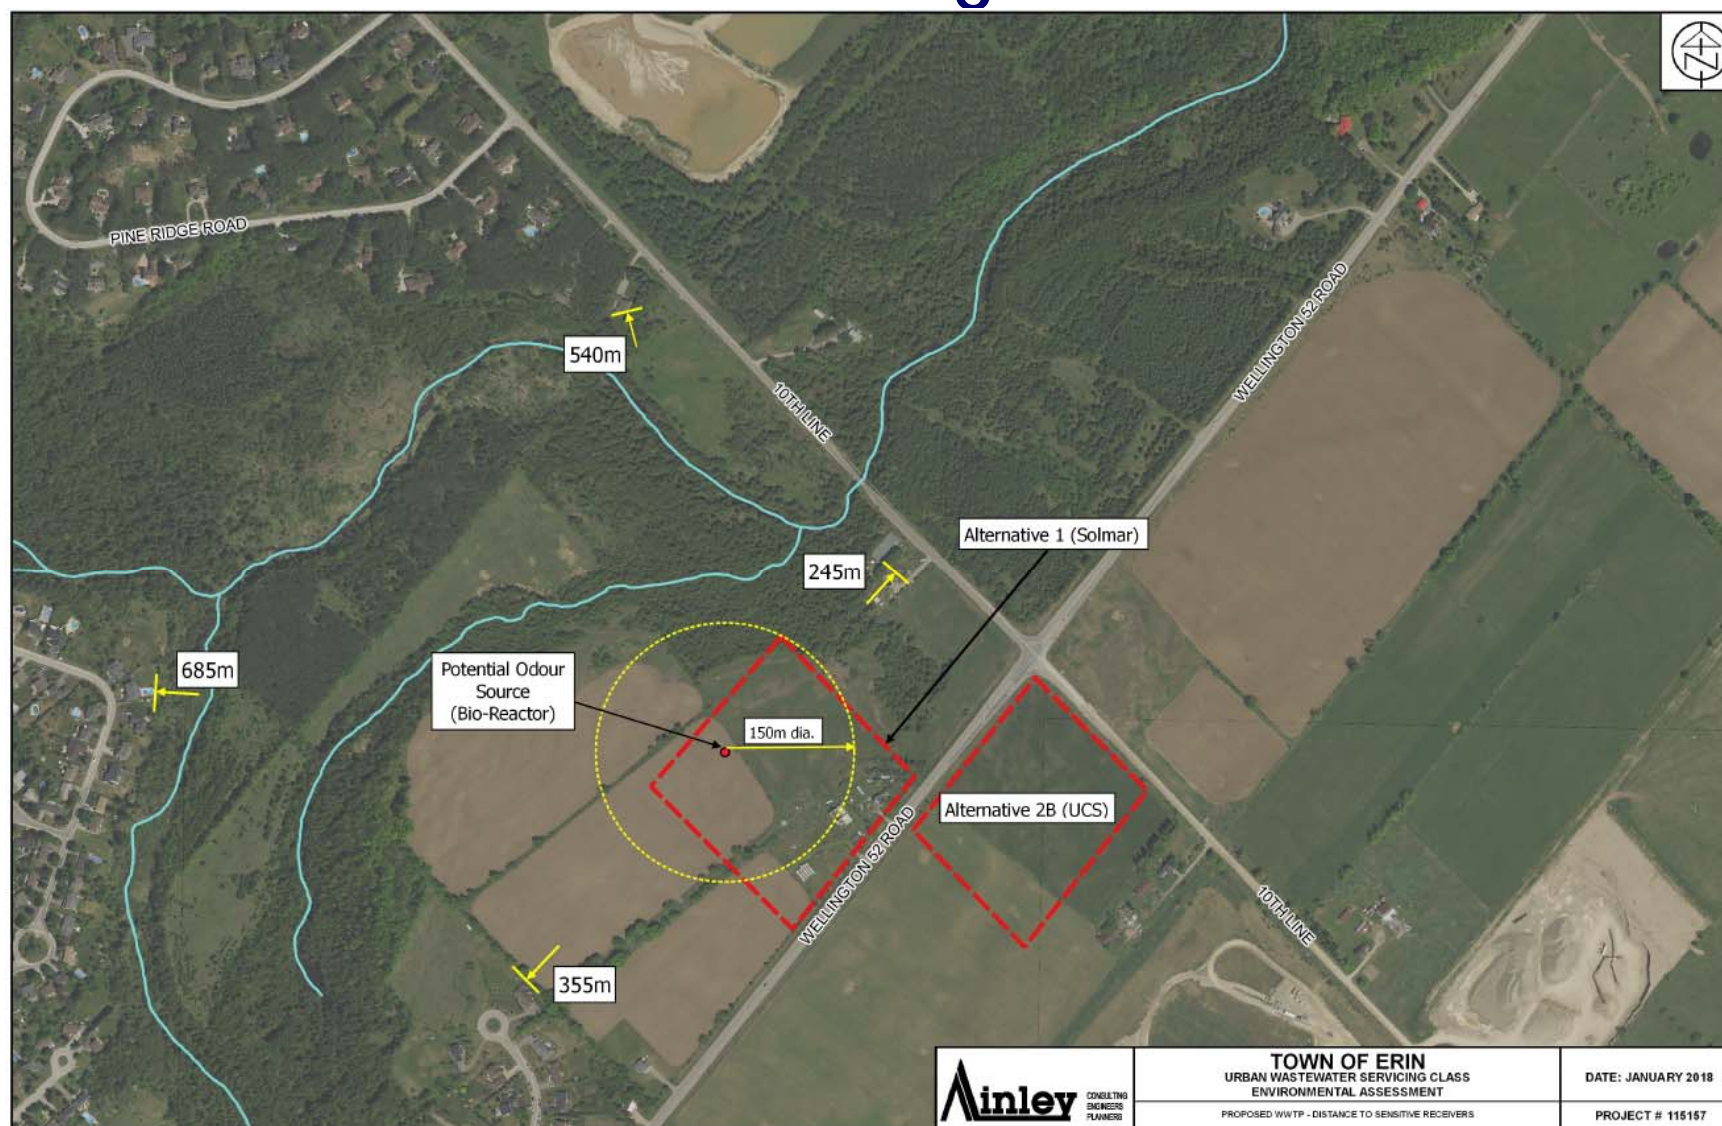 PINE RIDGE ROAD
540m
10TH LINE
WELLINGTON 52 ROAD
Alternative 1 (Solmar)
245m
685m
Potential Odour
Source
(Bio-Reactor)
150m dia.
Alternative 2B (UCS)
WELLINGTON 52 ROAD
10TH LINE
355m
Ainley
CONSULTING
ENGINEERS
PLANNERS
TOWN OF ERIN
URBAN WASTEWATER SERVICING CLASS
ENVIRONMENTAL ASSESSMENT
PROPOSED WWTP - DISTANCE TO SENSITIVE RECEIVERS
DATE: JANUARY 2018
PROJECT # 115157